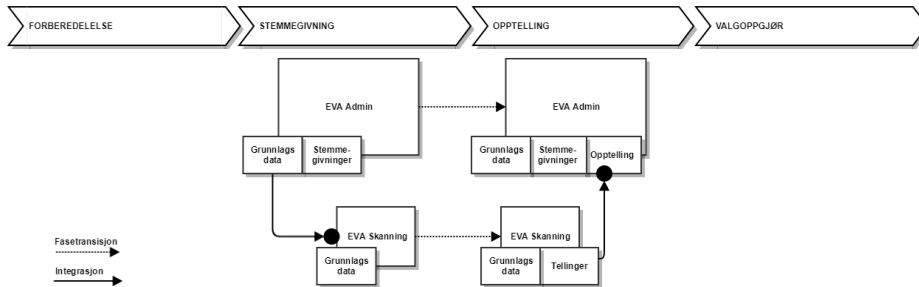 FORBEREDELELSE
STEMMEGIVNING
OPPTELLING
VALGOPPGJØR
EVA Admin
EVA Admin
Grunnlags
data
Stemme-
givninger
Grunnlags
data
Stemme-
givninger
Opptelling
EVA Skanning
Grunnlags
data
EVA Skanning
Grunnlags
data
Tellinger
Fasetransisjon
Integrasjon